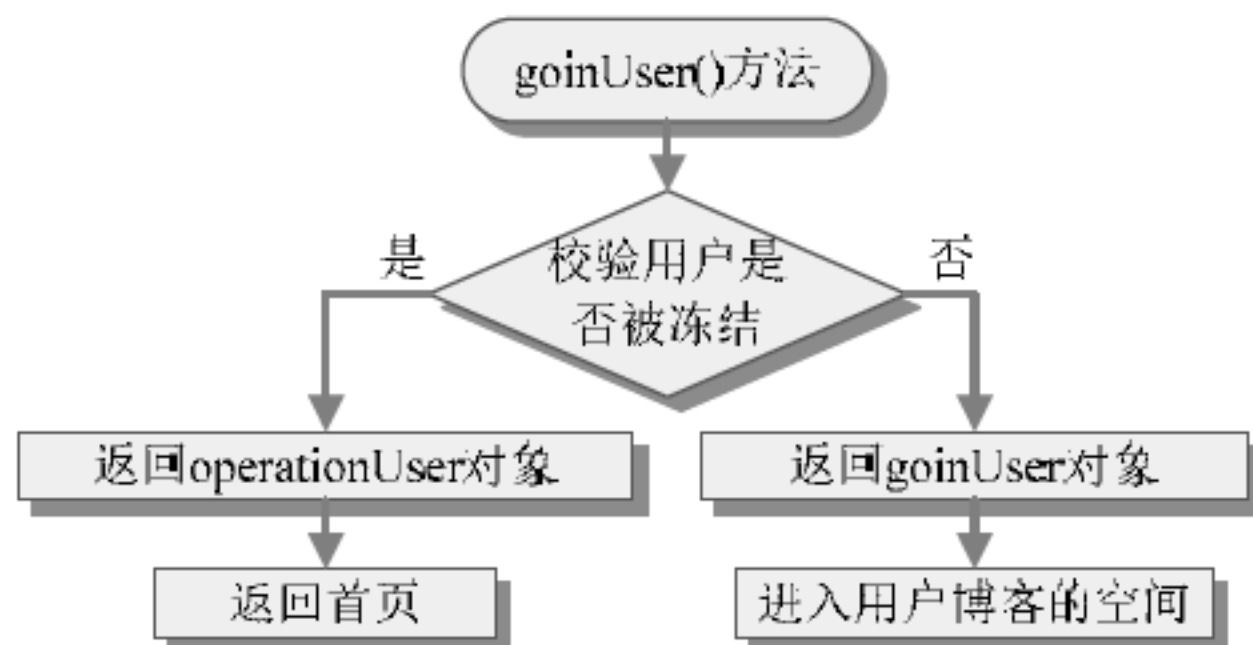 goinUser()方法
是
校验用户是
否
否被冻结
返回operationUser对象
返回goinUser对象
返回首页
进入用户博客的空间